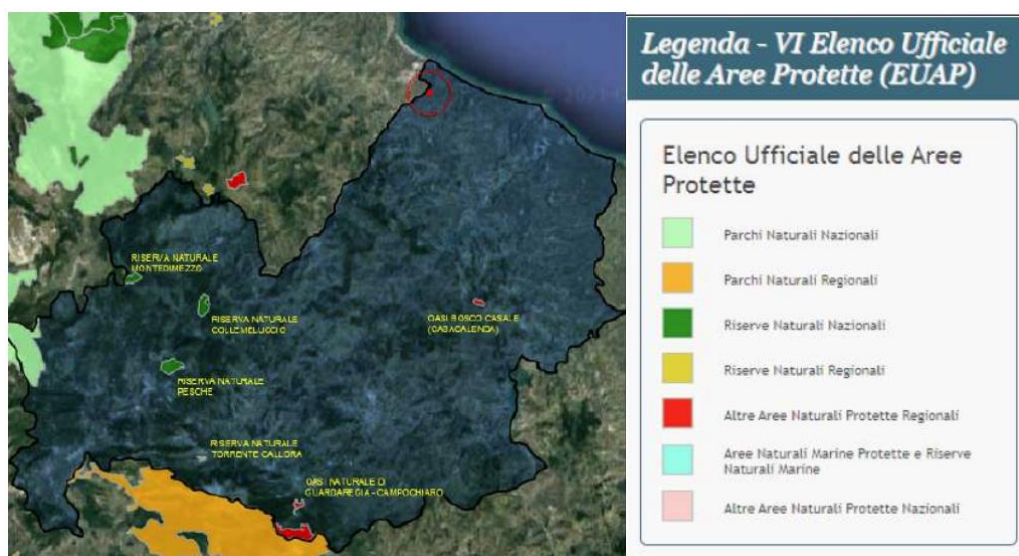 RISERVA NATURALE
MONTEDIMEZZO
RISERVA NATURALE
COLLEMELUCCIO
OASI BOSCO CASALE
(CASACALENDA)
RISERVA NATURALE
PESCHE
RISERVA NATURALE
TORRENTE CALLORA
OASI NATURALE DI
GUARDAREGIA - CAMPOCHIARO
Legenda - VI Elenco Ufficiale
delle Aree Protette (EUAP)
Elenco Ufficiale delle Aree
Protette
Parchi Naturali Nazionali
Parchi Naturali Regionali
Riserve Naturali Nazionali
Riserve Naturali Regionali
Altre Aree Naturali Protette Regionali
Aree Naturali Marine Protette e Riserve
Naturali Marine
Altre Aree Naturali Protette Nazionali